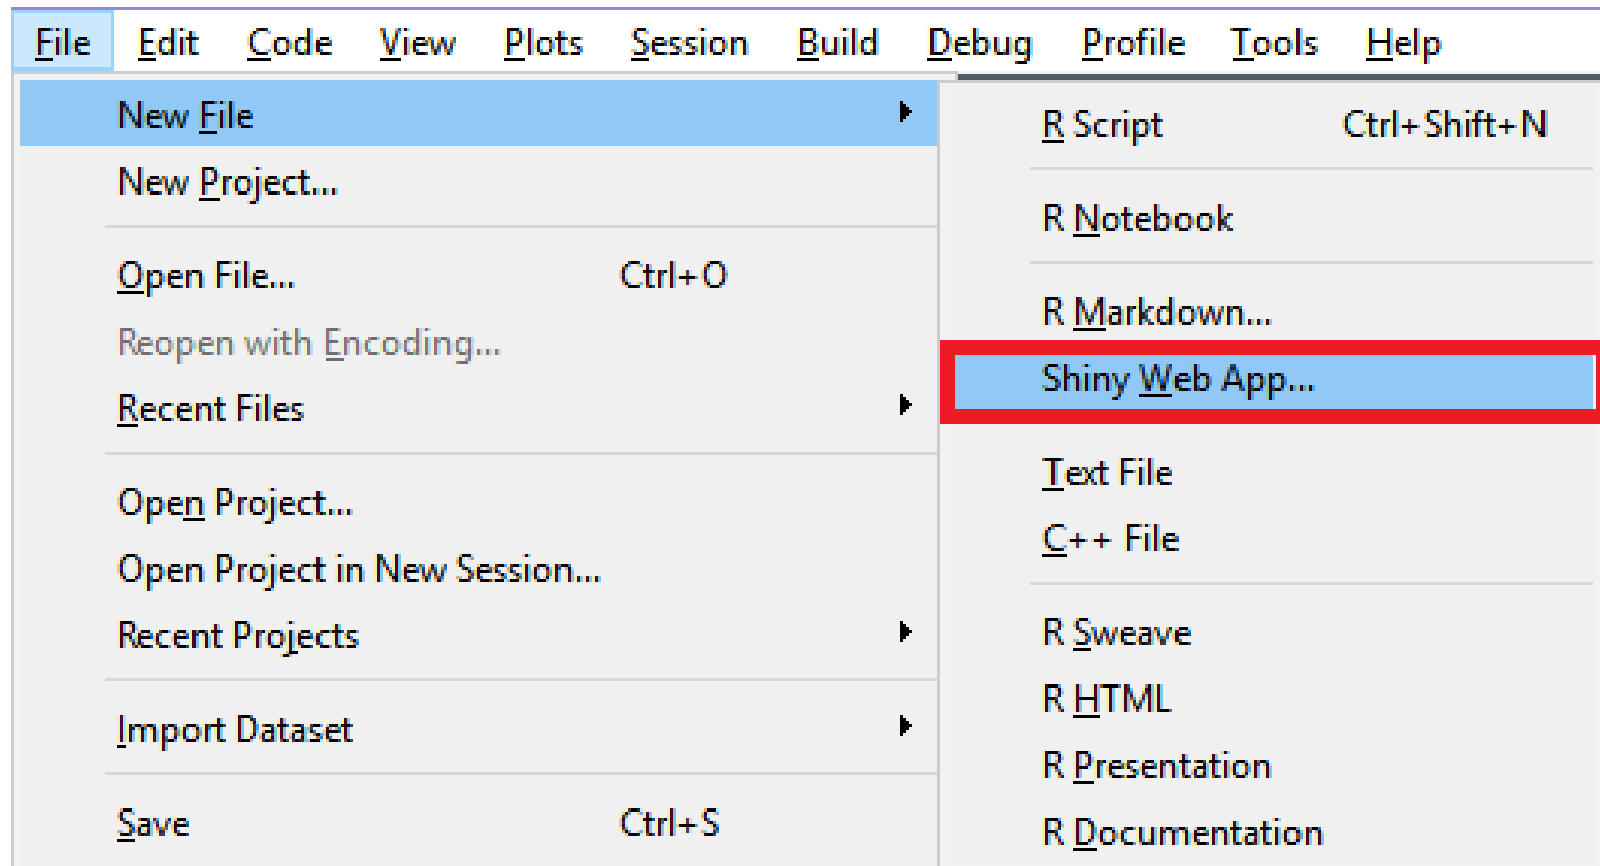 File Edit Code View Plots Session Build Debug Profile Tools Help
New File
New Project...
Open File... Ctrl+O
Reopen with Encoding...
Recent Files
Open Project...
Open Project in New Session...
Recent Projects
Import Dataset
Save Ctrl+S
R Script Ctrl+Shift+N
R Notebook
R Markdown...
Shiny Web App...
Text File
C++ File
R Sweave
R HTML
R Presentation
R Documentation